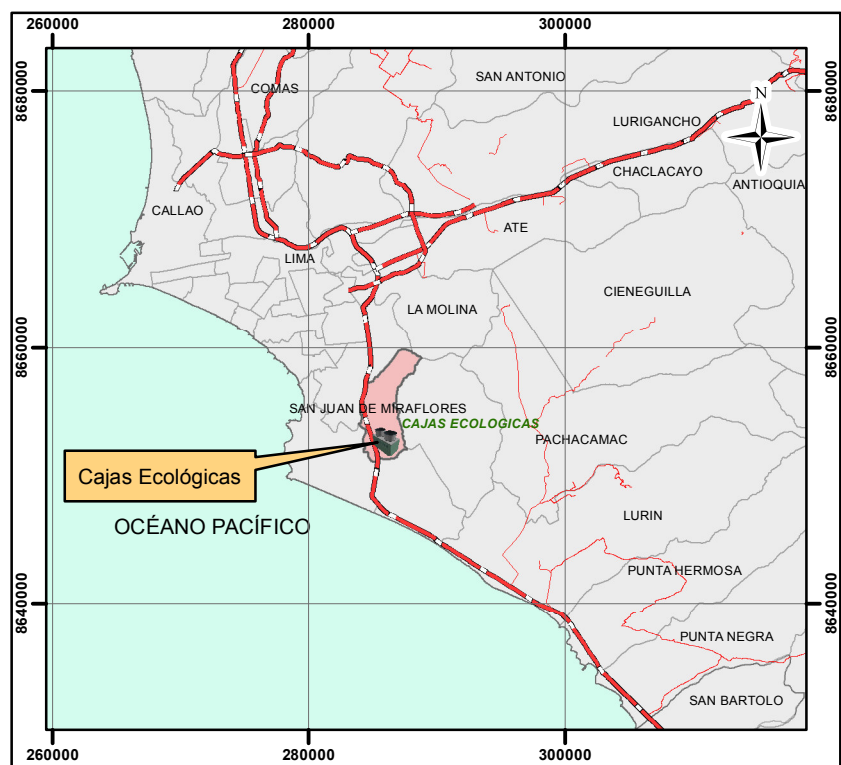 260000
280000
300000
8680000
8680000
SAN ANTONIO
COMAS
N
LURIGANCHO
CHACLACAYO
ANTIOQUIA
CALLAO
ATE
LIMA
CIENEGUILLA
LA MOLINA
8660000
8660000
SAN JUAN DE MIRAFLORES
CAJAS ECOLOGICAS
PACHACAMAC
Cajas Ecológicas
LURIN
OCÉANO PACÍFICO
PUNTA HERMOSA
8640000
8640000
PUNTA NEGRA
SAN BARTOLO
260000
280000
300000